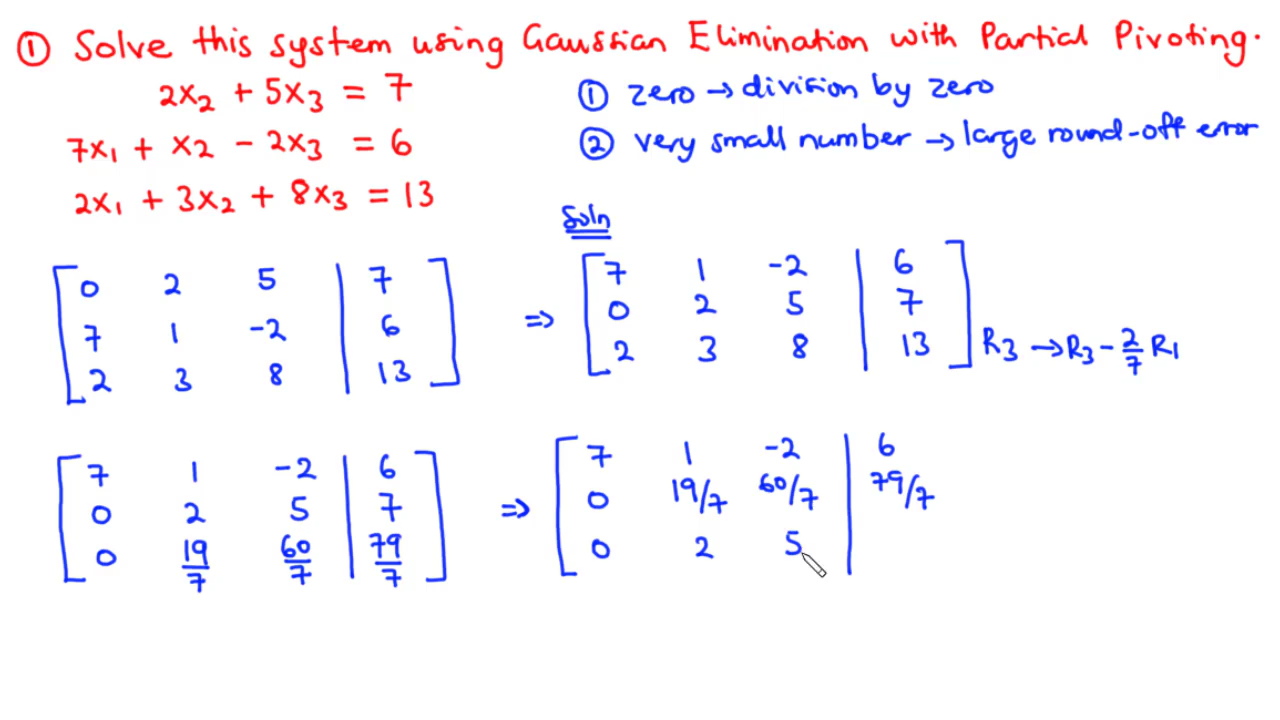 ① Solve this system using Gaussian Elimination with Partial Pivoting.
2x₂ + 5x₃ = 7
7x₁ + x₂ - 2x₃ = 6
2x₁ + 3x₂ + 8x₃ = 13
① zero → division by zero
② very small number → large round-off error
Soln
0 2 5 | 7
7 1 -2 | 6
2 3 8 | 13
⇒
7 1 -2 | 6
0 2 5 | 7
2 3 8 | 13
R₃ → R₃ - 2/7 R₁
7 1 -2 | 6
0 2 5 | 7
0 19/7 60/7 | 79/7
⇒
7 1 -2 | 6
0 19/7 60/7 | 79/7
0 2 5 |